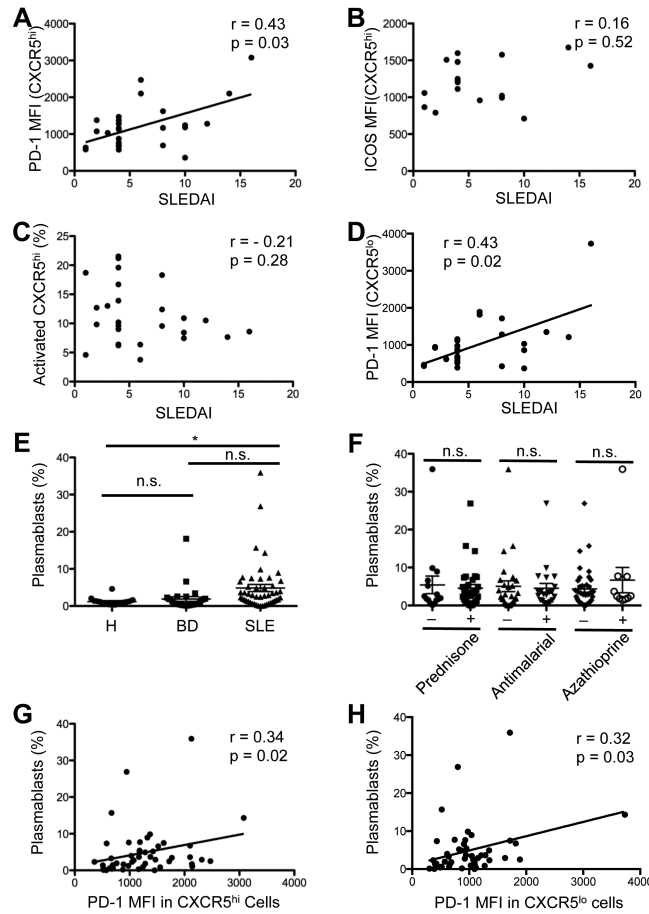 A
r = 0.43
p = 0.03
PD-1 MFI (CXCR5hi)
4000
3000
2000
1000
0
0 5 10 15 20
SLEDAI
B
r = 0.16
p = 0.52
ICOS MFI(CXCR5hi)
2000
1500
1000
500
0
0 5 10 15 20
SLEDAI
C
r = - 0.21
p = 0.28
Activated CXCR5hi (%)
25
20
15
10
5
0
0 5 10 15 20
SLEDAI
D
r = 0.43
p = 0.02
PD-1 MFI (CXCR5lo)
4000
3000
2000
1000
0
0 5 10 15 20
SLEDAI
E
Plasmablasts (%)
40
30
20
10
0
*
n.s.
n.s.
H BD SLE
F
Plasmablasts (%)
40
30
20
10
0
n.s. n.s. n.s.
– + – + – +
Prednisone
Antimalarial
Azathioprine
G
r = 0.34
p = 0.02
Plasmablasts (%)
40
30
20
10
0
0 1000 2000 3000 4000
PD-1 MFI in CXCR5hi Cells
H
r = 0.32
p = 0.03
Plasmablasts (%)
40
30
20
10
0
0 1000 2000 3000 4000
PD-1 MFI in CXCR5lo cells